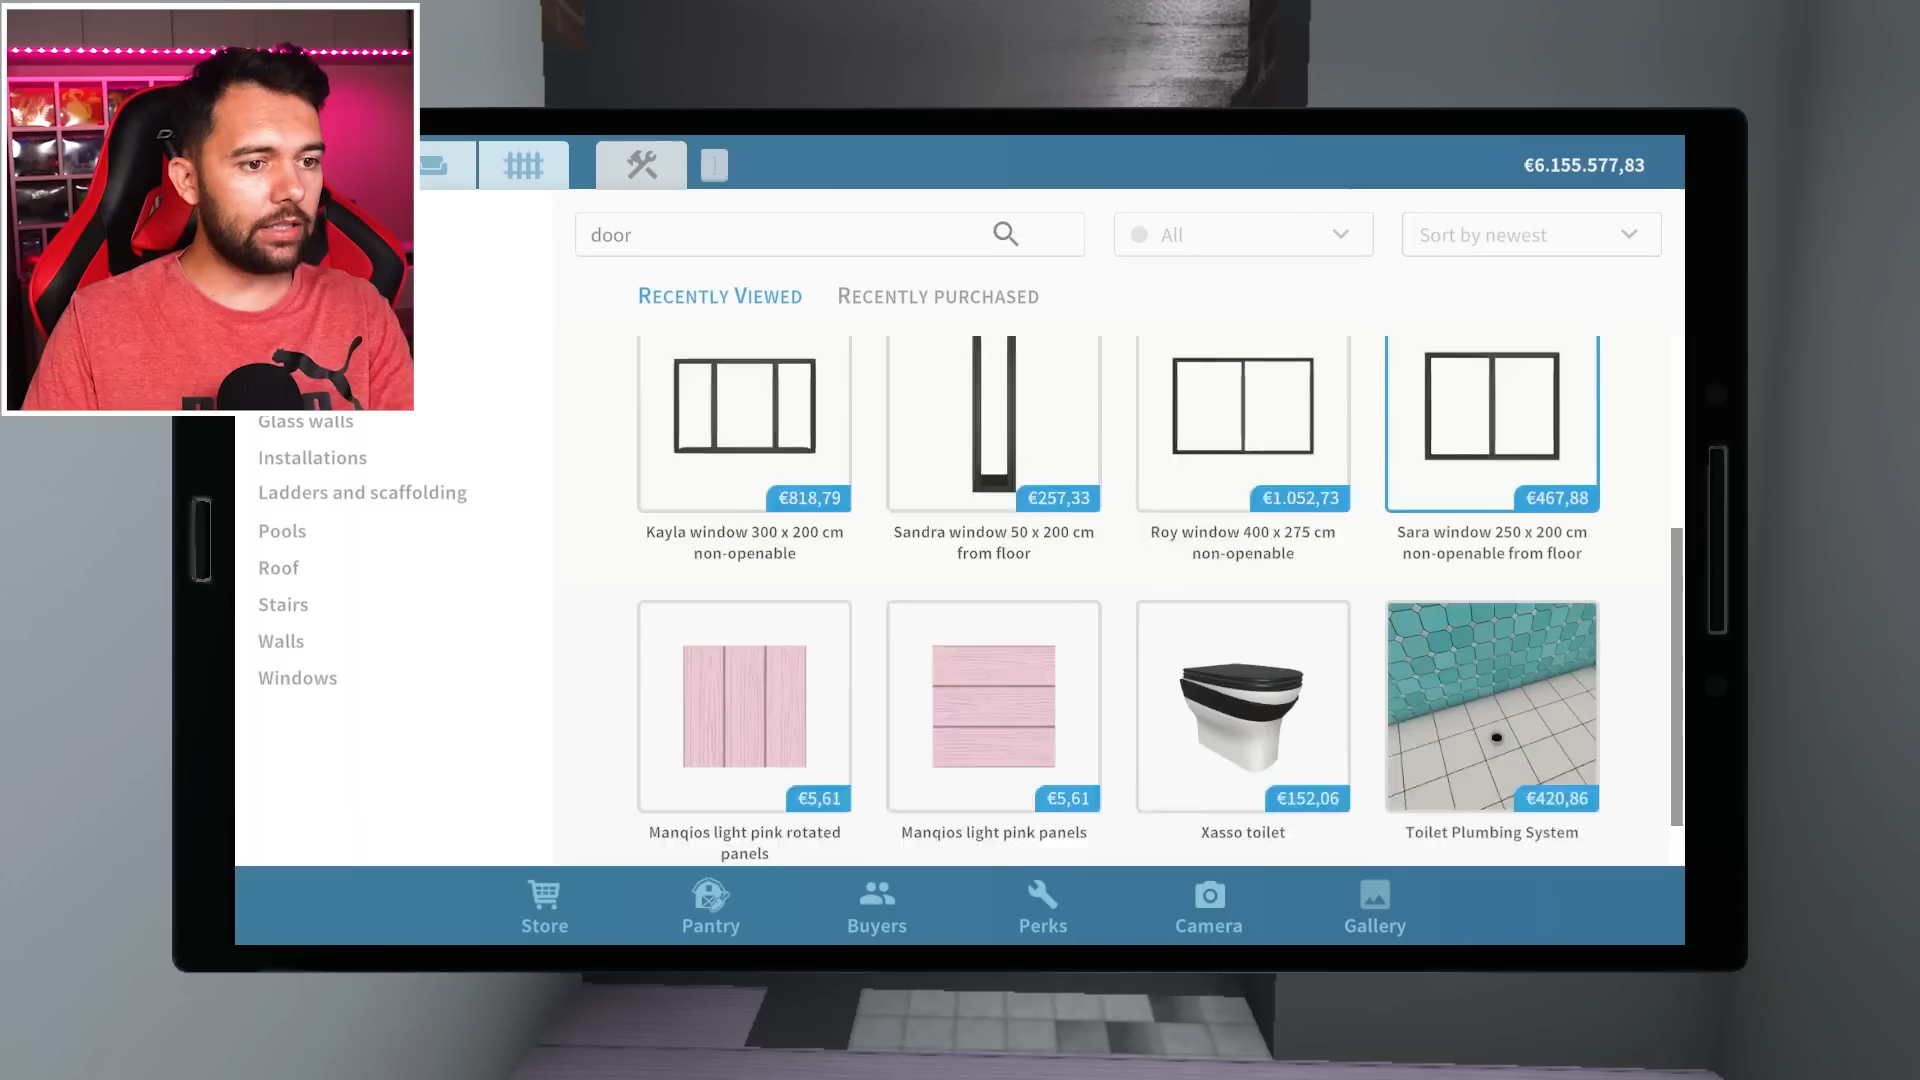 €6.155.577,83
door
All
Sort by newest
Recently Viewed
Recently purchased
Glass walls
Installations
Ladders and scaffolding
Pools
Roof
Stairs
Walls
Windows
€818,79
€257,33
€1.052,73
€467,88
Kayla window 300 x 200 cm
non-openable
Sandra window 50 x 200 cm
from floor
Roy window 400 x 275 cm
non-openable
Sara window 250 x 200 cm
non-openable from floor
€5,61
€5,61
€152,06
€420,86
Manqios light pink rotated
panels
Manqios light pink panels
Xasso toilet
Toilet Plumbing System
Store
Pantry
Buyers
Perks
Camera
Gallery